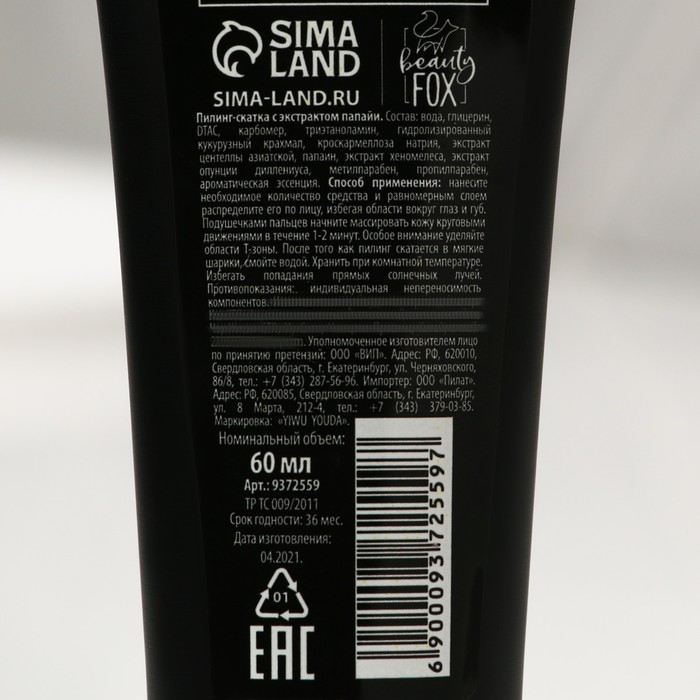 SIMA
LAND
SIMA-LAND.RU
beauty
FOX
Пилинг-скатка с экстрактом папайи. Состав: вода, глицерин,
DTAC, карбомер, триэтаноламин, гидролизированный
кукурузный крахмал, кроскармеллоза натрия, экстракт
центеллы азиатской, папаин, экстракт хеномелеса, экстракт
опунции диллениуса, метилпарабен, пропилпарабен,
ароматическая эссенция. Способ применения: нанесите
необходимое количество средства и равномерным слоем
распределите его по лицу, избегая области вокруг глаз и губ.
Подушечками пальцев начните массировать кожу круговыми
движениями в течение 1-2 минут. Особое внимание уделяйте
области Т-зоны. После того как пилинг скатается в мягкие
шарики, смойте водой. Хранить при комнатной температуре.
Избегать попадания прямых солнечных лучей.
Противопоказания: индивидуальная непереносимость
компонентов.
Уполномоченное изготовителем лицо
по принятию претензий: ООО «ВИП». Адрес: РФ, 620010,
Свердловская область, г. Екатеринбург, ул. Черняховского,
86/8, тел.: +7 (343) 287-56-96. Импортер: ООО «Пилат».
Адрес: РФ, 620085, Свердловская область, г. Екатеринбург,
ул. 8 Марта, 212-4, тел.: +7 (343) 379-03-85.
Маркировка: «YIWU YOUDA».
Номинальный объем:
60 мл
Арт.: 9372559
ТР ТС 009/2011
Срок годности: 36 мес.
Дата изготовления:
04.2021.
01
EAC
6900093725597